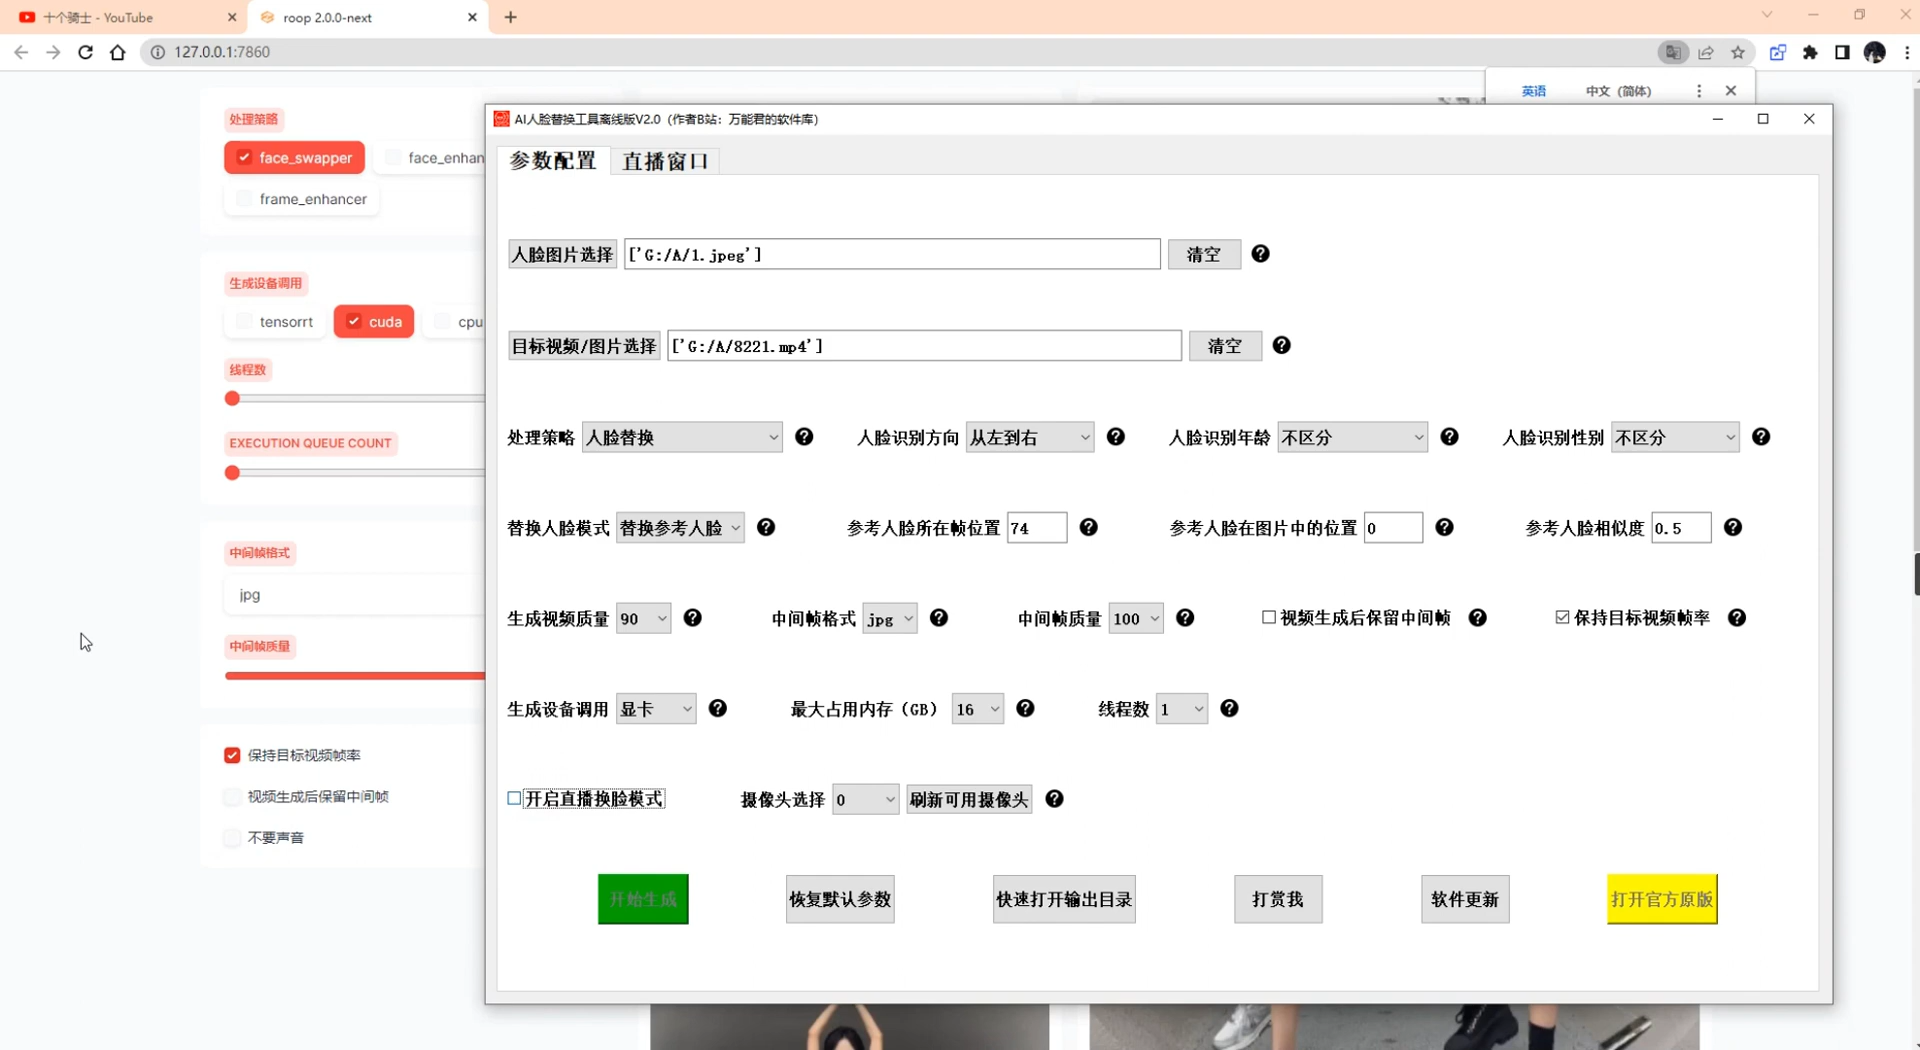 十个骑士 - YouTube
roop 2.0.0-next
127.0.0.1:7860
英语
中文（简体）
处理策略
face_swapper
face_enhan
frame_enhancer
生成设备调用
tensorrt
cuda
cpu
线程数
EXECUTION QUEUE COUNT
中间帧格式
jpg
中间帧质量
保持目标视频帧率
视频生成后保留中间帧
不要声音
AI人脸替换工具离线版V2.0（作者B站：万能君的软件库）
参数配置 直播窗口
人脸图片选择 ['G:/A/1.jpeg'] 清空
目标视频/图片选择 ['G:/A/8221.mp4'] 清空
处理策略 人脸替换 人脸识别方向 从左到右 人脸识别年龄 不区分 人脸识别性别 不区分
替换人脸模式 替换参考人脸 参考人脸所在帧位置 74 参考人脸在图片中的位置 0 参考人脸相似度 0.5
生成视频质量 90 中间帧格式 jpg 中间帧质量 100 视频生成后保留中间帧 保持目标视频帧率
生成设备调用 显卡 最大占用内存（GB） 16 线程数 1
开启直播换脸模式 摄像头选择 0 刷新可用摄像头
开始生成 恢复默认参数 快速打开输出目录 打赏我 软件更新 打开官方原版